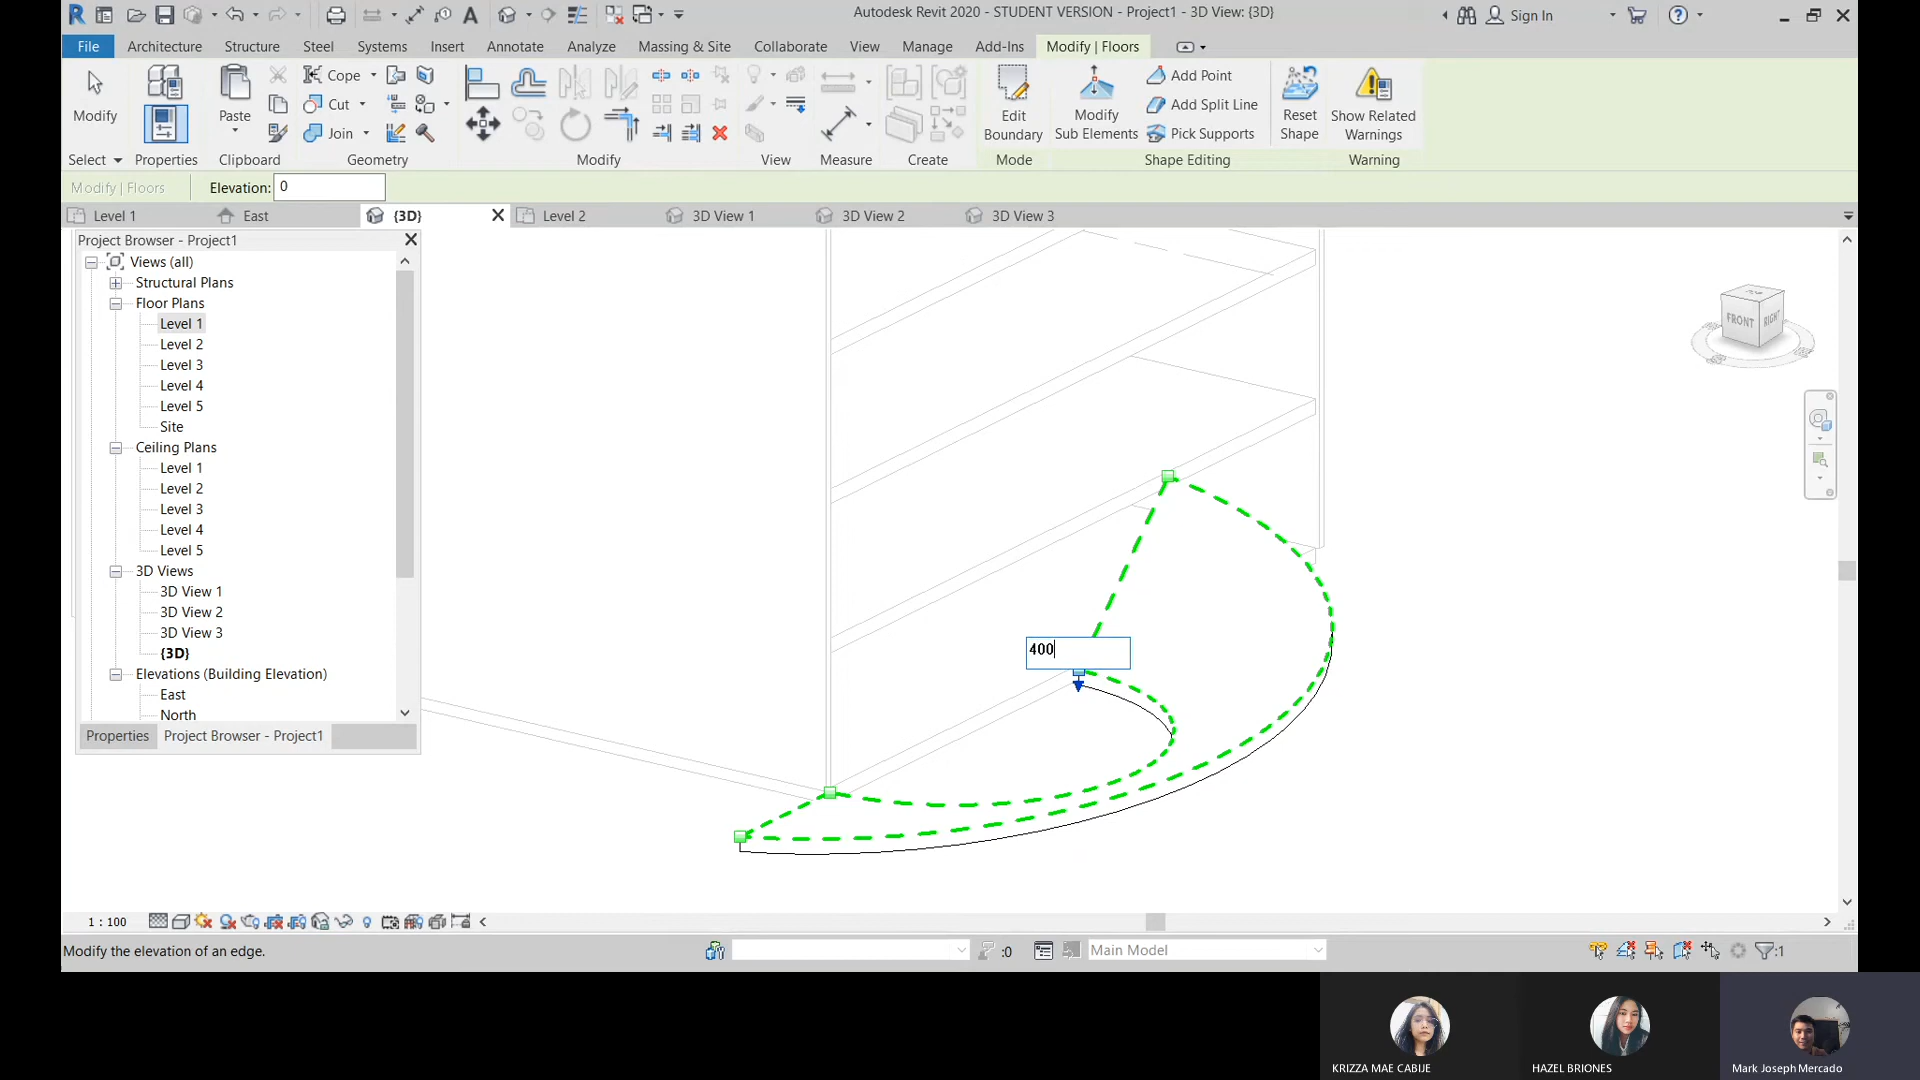 Autodesk Revit 2020 - STUDENT VERSION - Project1 - 3D View: {3D}
Sign In
File
Architecture
Structure
Steel
Systems
Insert
Annotate
Analyze
Massing & Site
Collaborate
View
Manage
Add-Ins
Modify | Floors
Modify
Select
Properties
Paste
Clipboard
Cope
Cut
Join
Geometry
Modify
View
Measure
Create
Edit
Boundary
Mode
Modify
Sub Elements
Add Point
Add Split Line
Pick Supports
Shape Editing
Reset
Shape
Show Related
Warnings
Warning
Modify | Floors
Elevation: 0
Level 1
East
{3D}
Level 2
3D View 1
3D View 2
3D View 3
Project Browser - Project1
Views (all)
Structural Plans
Floor Plans
Level 1
Level 2
Level 3
Level 4
Level 5
Site
Ceiling Plans
Level 1
Level 2
Level 3
Level 4
Level 5
3D Views
3D View 1
3D View 2
3D View 3
{3D}
Elevations (Building Elevation)
East
North
Properties
Project Browser - Project1
400
FRONT
RIGHT
1 : 100
Modify the elevation of an edge.
:0
Main Model
:1
KRIZZA MAE CABIJE
HAZEL BRIONES
Mark Joseph Mercado